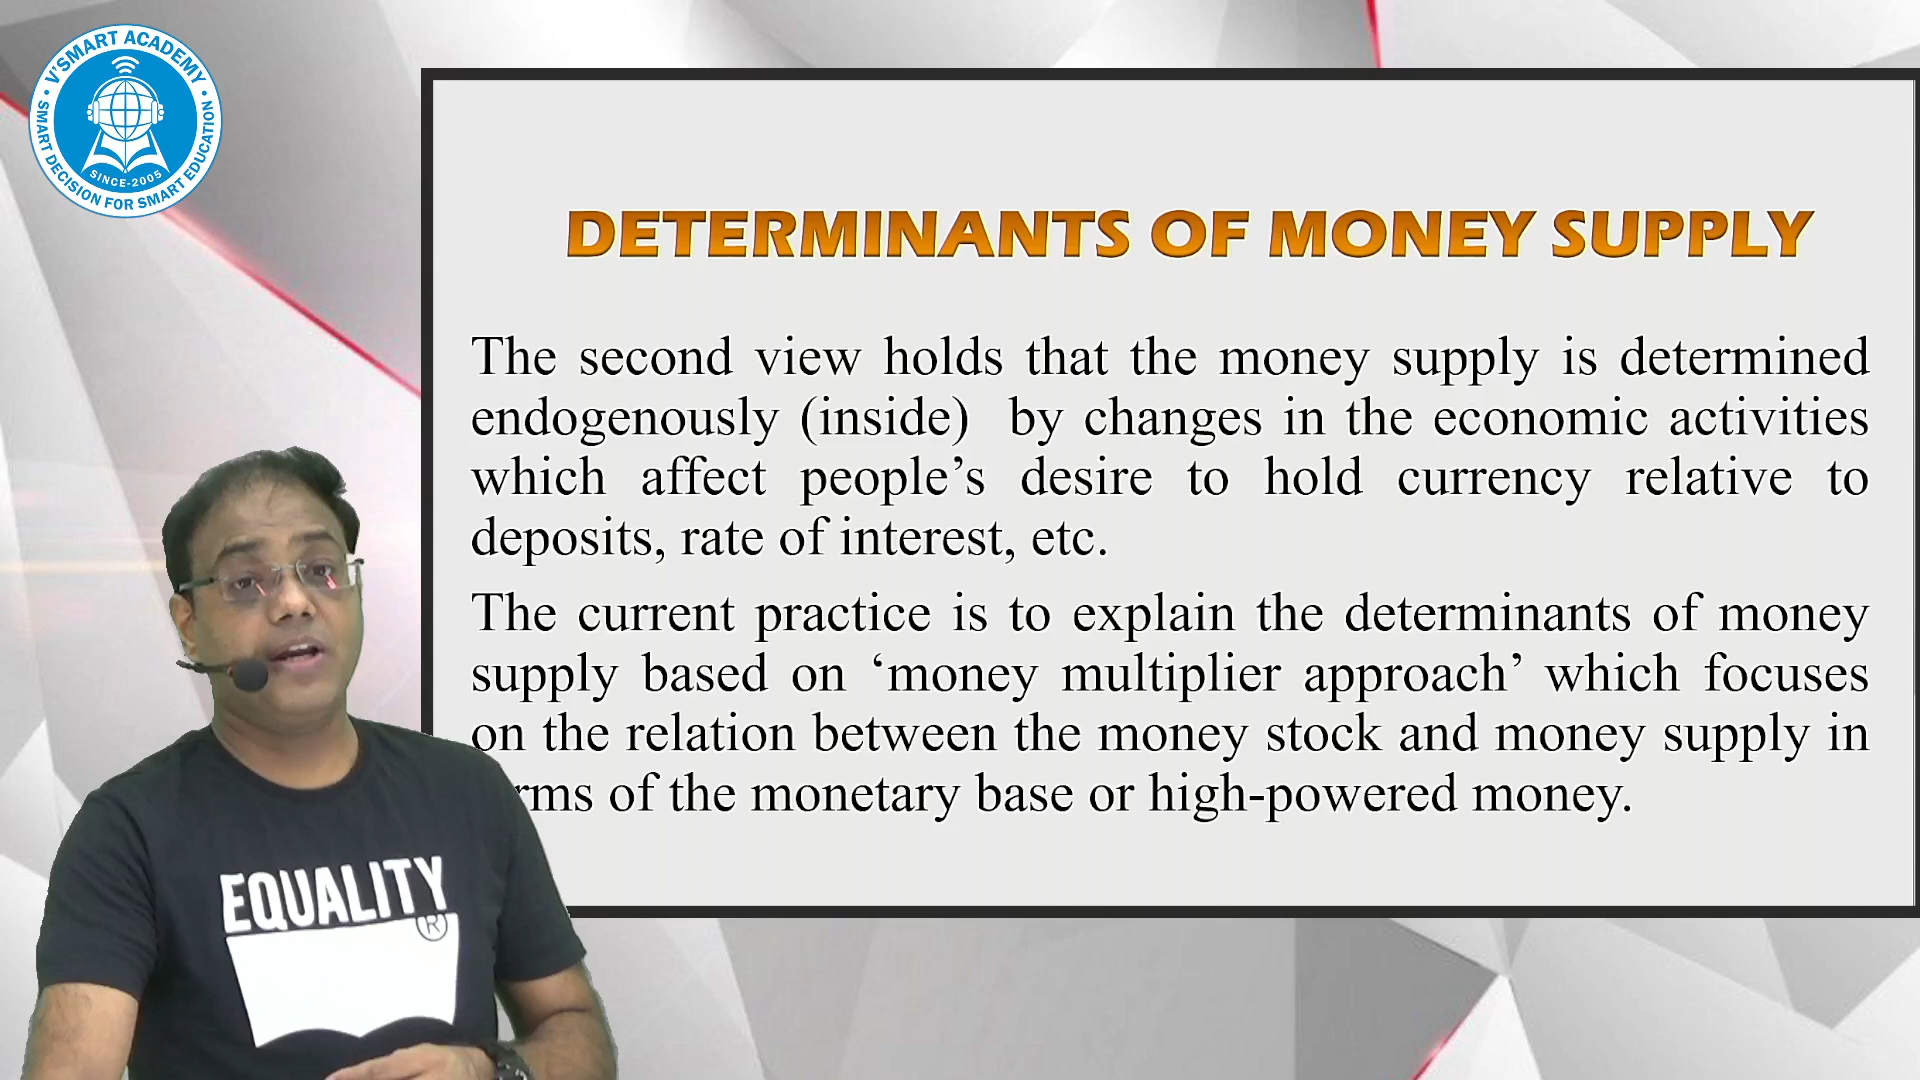 V'SMART ACADEMY
SMART DECISION FOR SMART EDUCATION
SINCE-2005
DETERMINANTS OF MONEY SUPPLY
The second view holds that the money supply is determined
endogenously (inside) by changes in the economic activities
which affect people’s desire to hold currency relative to
deposits, rate of interest, etc.
The current practice is to explain the determinants of money
supply based on ‘money multiplier approach’ which focuses
on the relation between the money stock and money supply in
of the monetary base or high-powered money.
EQUALITY
®